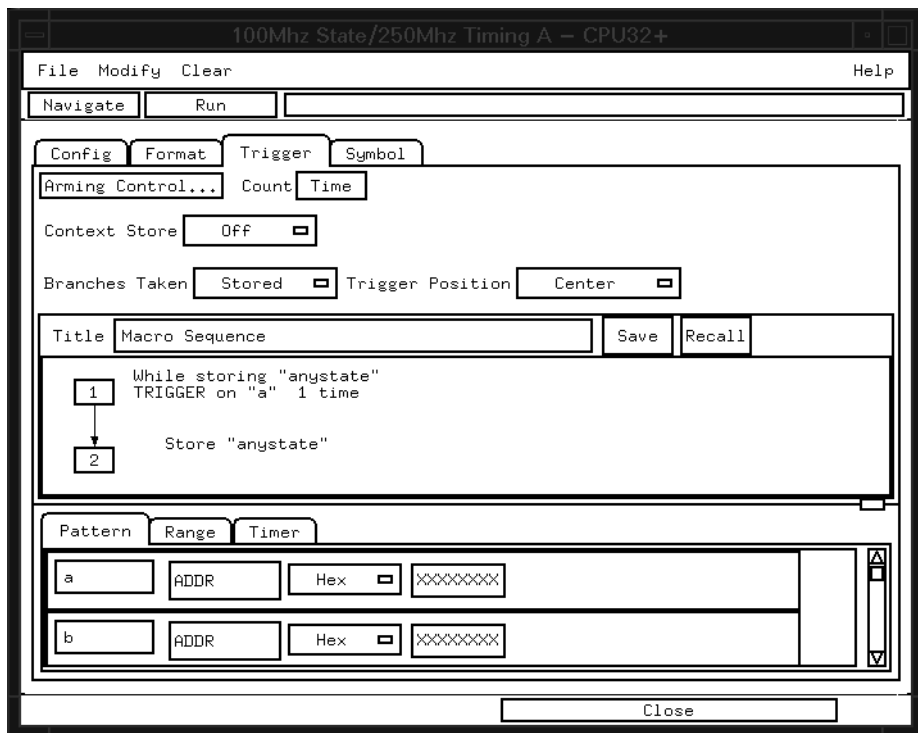 100Mhz State/250Mhz Timing A – CPU32+
File Modify Clear Help
Navigate Run
Config Format Trigger Symbol
Arming Control... Count Time
Context Store Off
Branches Taken Stored Trigger Position Center
Title Macro Sequence Save Recall
While storing "anystate"
1 TRIGGER on "a" 1 time
Store "anystate"
2
Pattern Range Timer
a ADDR Hex XXXXXXXX
b ADDR Hex XXXXXXXX
Close